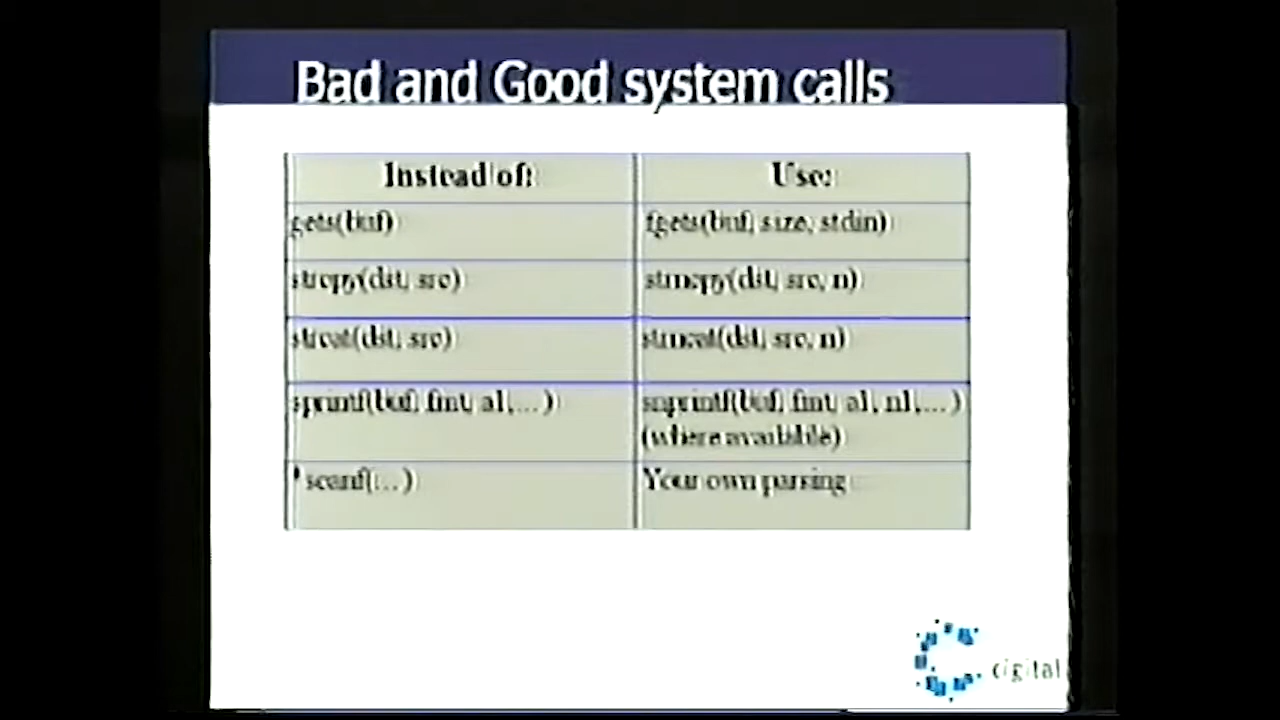 Bad and Good system calls
Instead of: Use:
gets(buf) fgets(buf, size, stdin)
strcpy(dst, src) strncpy(dst, src, n)
strcat(dst, src) strncat(dst, src, n)
sprintf(buf, fmt, a1,...) snprintf(buf, fmt, a1, n1,...)
(where available)
*scanf(...) Your own parsing
cigital